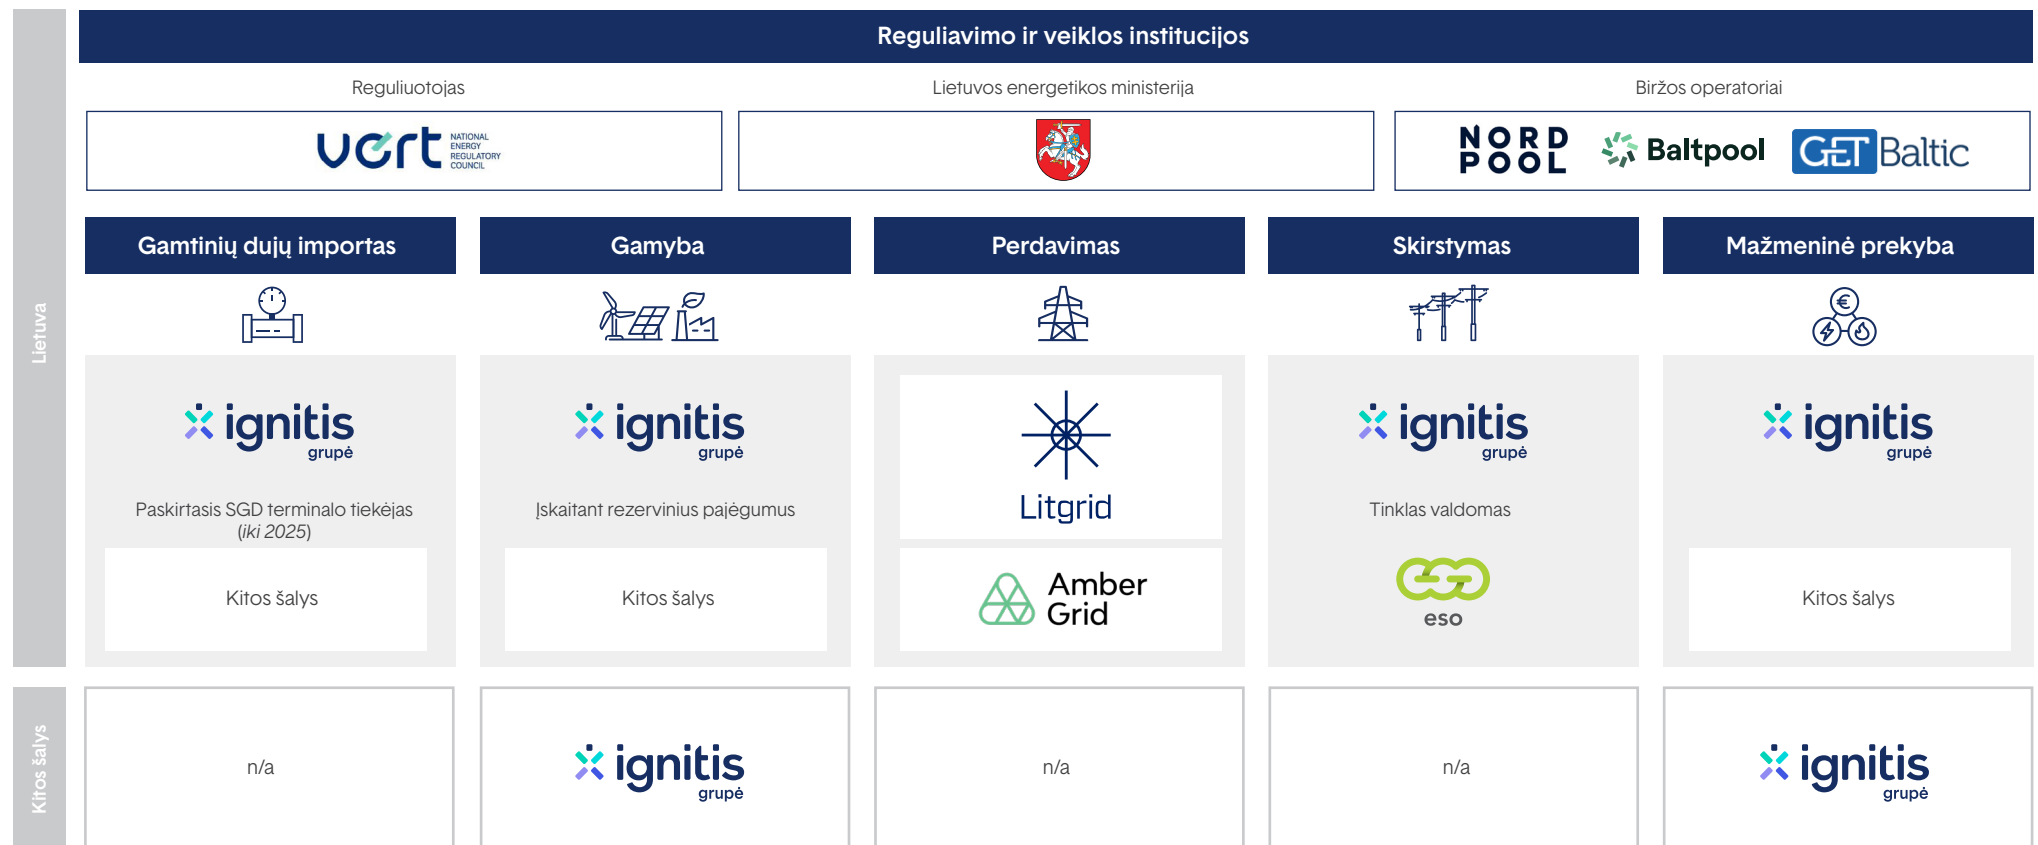 Reguliavimo ir veiklos institucijos
Reguliuotojas
Lietuvos energetikos ministerija
Biržos operatoriai
vert
NATIONAL
ENERGY
REGULATORY
COUNCIL
NORD
POOL
Baltpool
GET Baltic
Lietuva
Gamtinių dujų importas
Gamyba
Perdavimas
Skirstymas
Mažmeninė prekyba
ignitis
grupė
Paskirtasis SGD terminalo tiekėjas
(iki 2025)
Kitos šalys
ignitis
grupė
Įskaitant rezervinius pajėgumus
Kitos šalys
Litgrid
Amber
Grid
ignitis
grupė
Tinklas valdomas
eso
ignitis
grupė
Kitos šalys
Kitos šalys
n/a
ignitis
grupė
n/a
n/a
ignitis
grupė